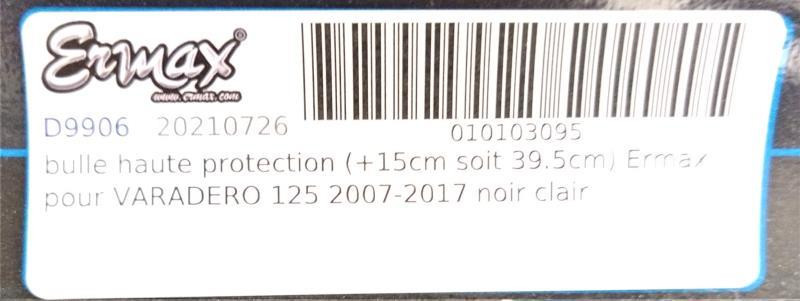 Ermax®
www.ermax.com
D9906 20210726
010103095
bulle haute protection (+15cm soit 39.5cm) Ermax
pour VARADERO 125 2007-2017 noir clair